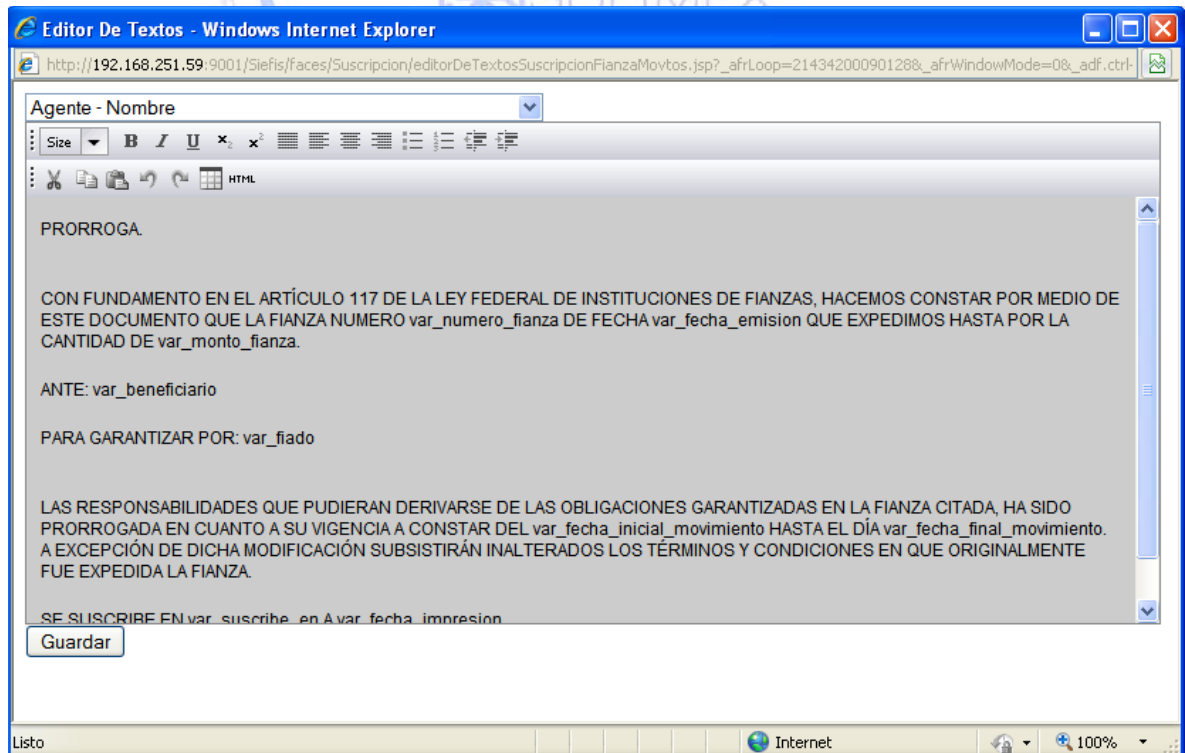 Editor De Textos - Windows Internet Explorer
http://192.168.251.59:9001/Siefis/faces/Suscripcion/editorDeTextosSuscripcionFianzaMovtos.jsp?_afrLoop=21434200090128&_afrWindowMode=0&_adf.ctrl-
Agente - Nombre
Size B I U x₂ x²
HTML
PRORROGA.
CON FUNDAMENTO EN EL ARTÍCULO 117 DE LA LEY FEDERAL DE INSTITUCIONES DE FIANZAS, HACEMOS CONSTAR POR MEDIO DE
ESTE DOCUMENTO QUE LA FIANZA NUMERO var_numero_fianza DE FECHA var_fecha_emision QUE EXPEDIMOS HASTA POR LA
CANTIDAD DE var_monto_fianza.
ANTE: var_beneficiario
PARA GARANTIZAR POR: var_fiado
LAS RESPONSABILIDADES QUE PUDIERAN DERIVARSE DE LAS OBLIGACIONES GARANTIZADAS EN LA FIANZA CITADA, HA SIDO
PRORROGADA EN CUANTO A SU VIGENCIA A CONSTAR DEL var_fecha_inicial_movimiento HASTA EL DÍA var_fecha_final_movimiento.
A EXCEPCIÓN DE DICHA MODIFICACIÓN SUBSISTIRÁN INALTERADOS LOS TÉRMINOS Y CONDICIONES EN QUE ORIGINALMENTE
FUE EXPEDIDA LA FIANZA.
SE SUSCRIBE EN var_suscribe_en A var_fecha_impresion
Guardar
Listo
Internet
100%